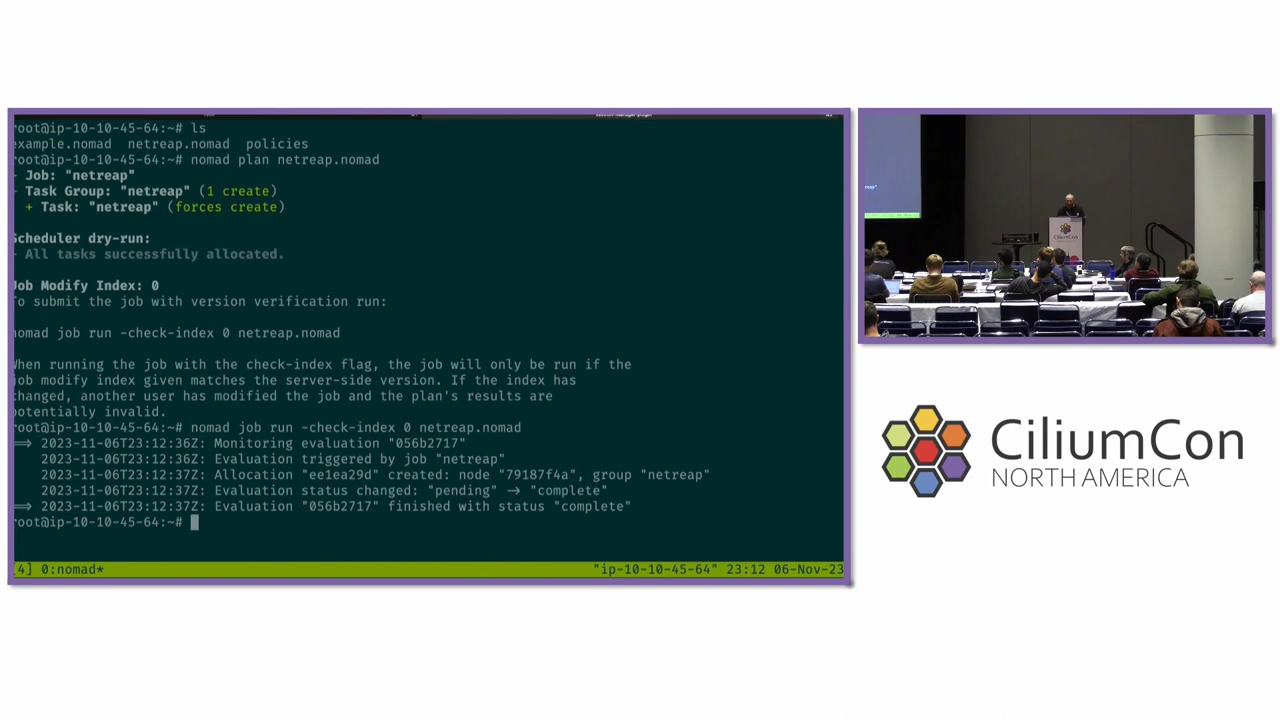 root@ip-10-10-45-64:~# ls
example.nomad  netreap.nomad  policies
root@ip-10-10-45-64:~# nomad plan netreap.nomad
Job: "netreap"
Task Group: "netreap" (1 create)
+ Task: "netreap" (forces create)
Scheduler dry-run:
- All tasks successfully allocated.
Job Modify Index: 0
To submit the job with version verification run:
nomad job run -check-index 0 netreap.nomad
When running the job with the check-index flag, the job will only be run if the
job modify index given matches the server-side version. If the index has
changed, another user has modified the job and the plan's results are
potentially invalid.
root@ip-10-10-45-64:~# nomad job run -check-index 0 netreap.nomad
==> 2023-11-06T23:12:36Z: Monitoring evaluation "056b2717"
2023-11-06T23:12:36Z: Evaluation triggered by job "netreap"
2023-11-06T23:12:37Z: Allocation "ee1ea29d" created: node "79187f4a", group "netreap"
2023-11-06T23:12:37Z: Evaluation status changed: "pending" -> "complete"
==> 2023-11-06T23:12:37Z: Evaluation "056b2717" finished with status "complete"
root@ip-10-10-45-64:~#
[4] 0:nomad* "ip-10-10-45-64" 23:12 06-Nov-23
CiliumCon
CiliumCon
NORTH AMERICA